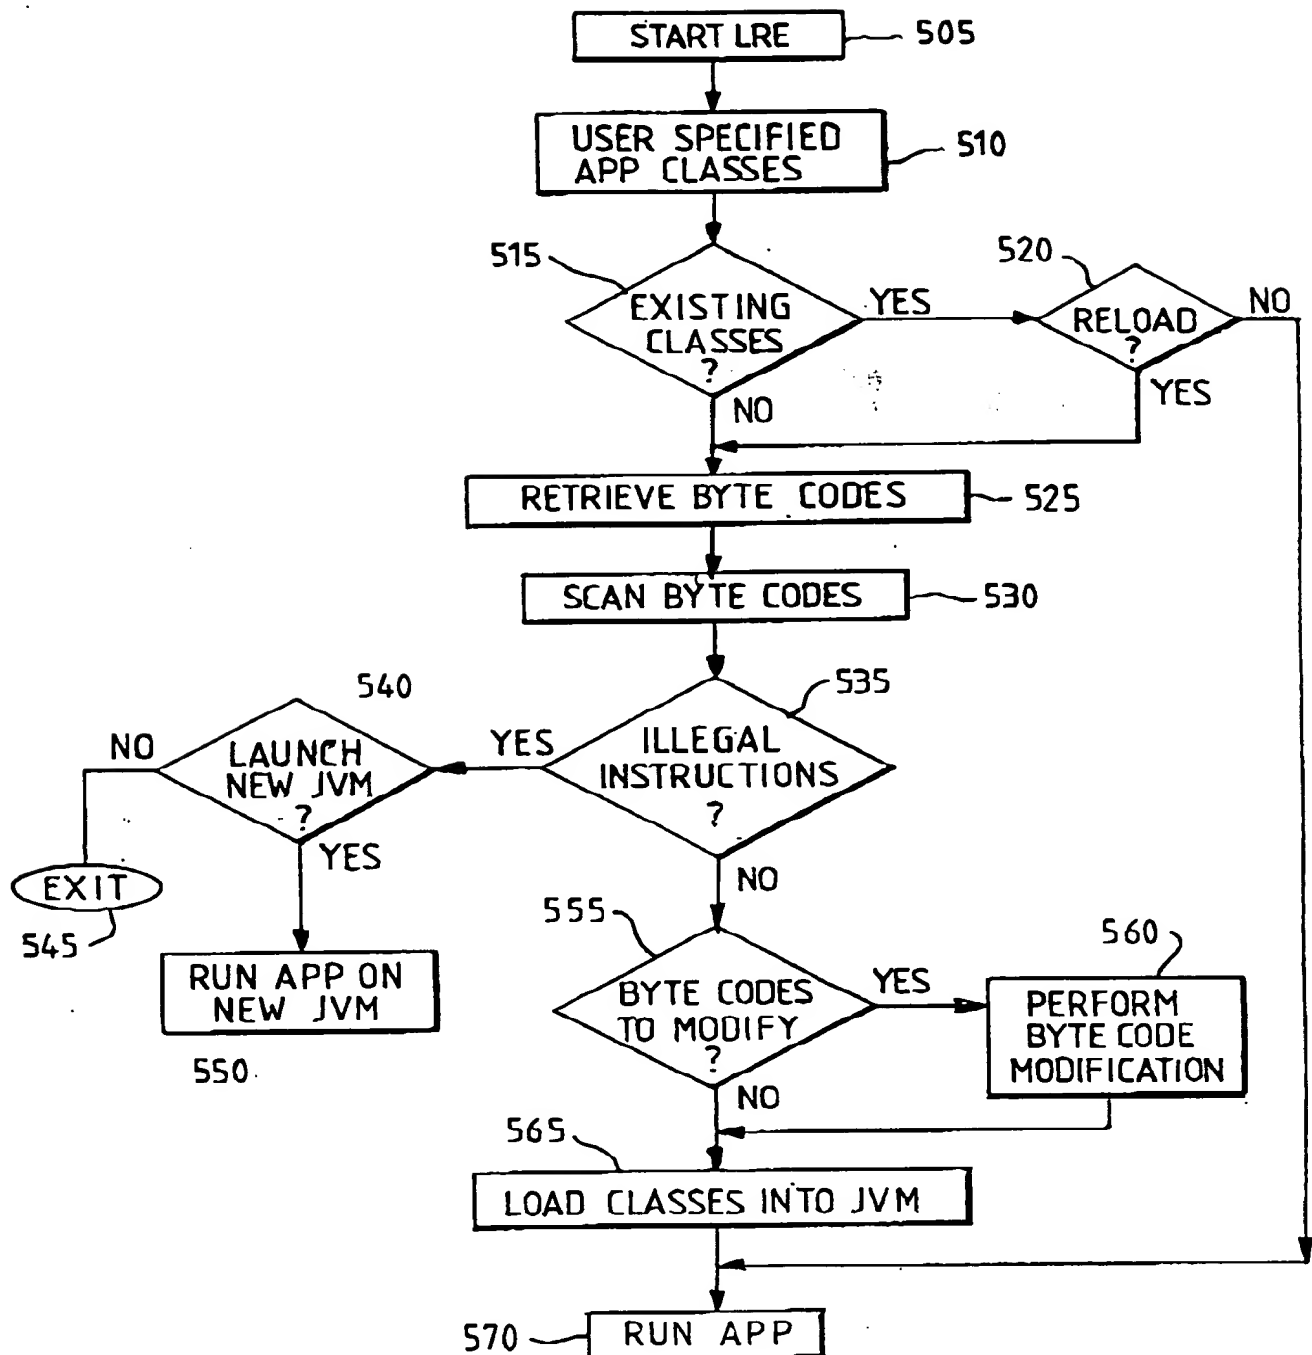 START LRE
505
USER SPECIFIED
APP CLASSES
510
515
EXISTING
CLASSES
?
YES
NO
520
RELOAD
?
NO
YES
RETRIEVE BYTE CODES
525
SCAN BYTE CODES
530
535
ILLEGAL
INSTRUCTIONS
?
YES
NO
540
LAUNCH
NEW JVM
?
NO
YES
EXIT
545
RUN APP ON
NEW JVM
550
555
BYTE CODES
TO MODIFY
?
YES
NO
560
PERFORM
BYTE CODE
MODIFICATION
565
LOAD CLASSES INTO JVM
570
RUN APP